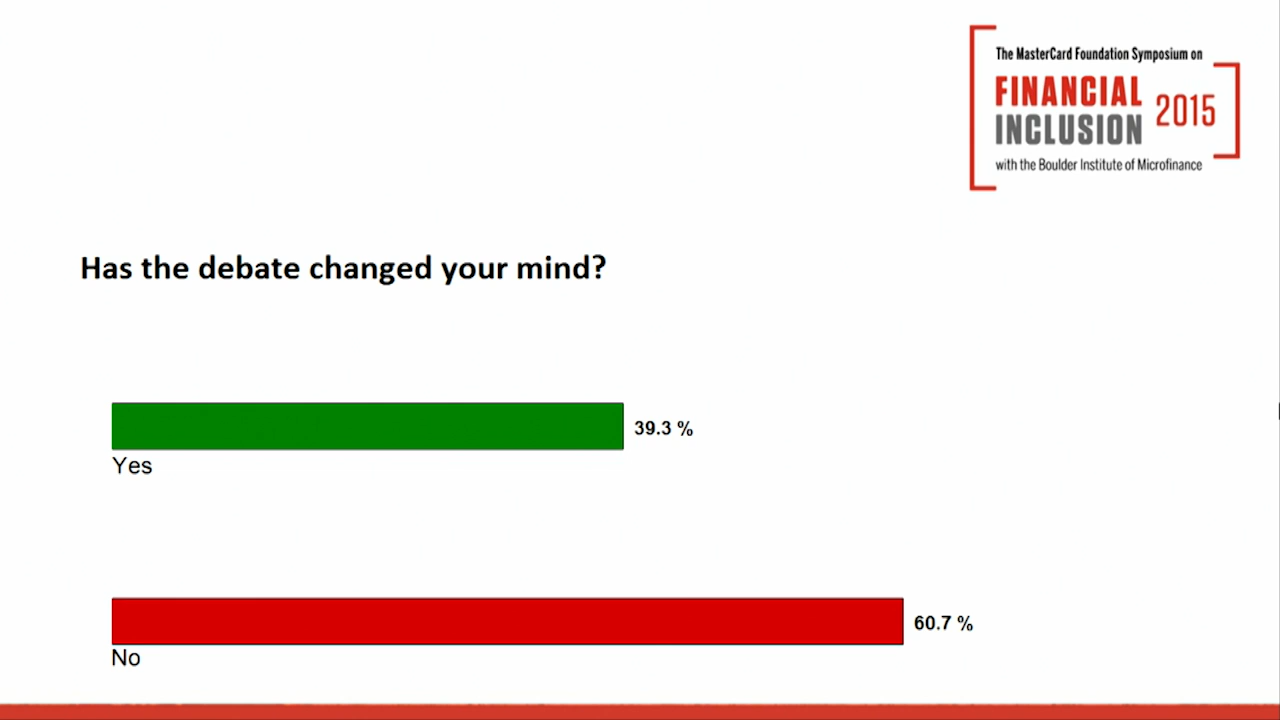 The MasterCard Foundation Symposium on
FINANCIAL
INCLUSION
2015
with the Boulder Institute of Microfinance
Has the debate changed your mind?
39.3 %
Yes
60.7 %
No